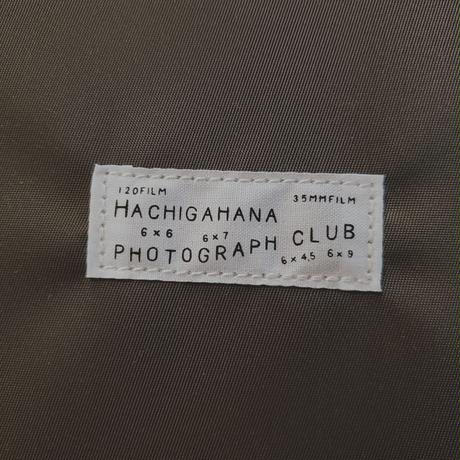 120FILM 35MMFILM
HACHIGAHANA CLUB
6×6 6×7
PHOTOGRAPH 6×4,5 6×9